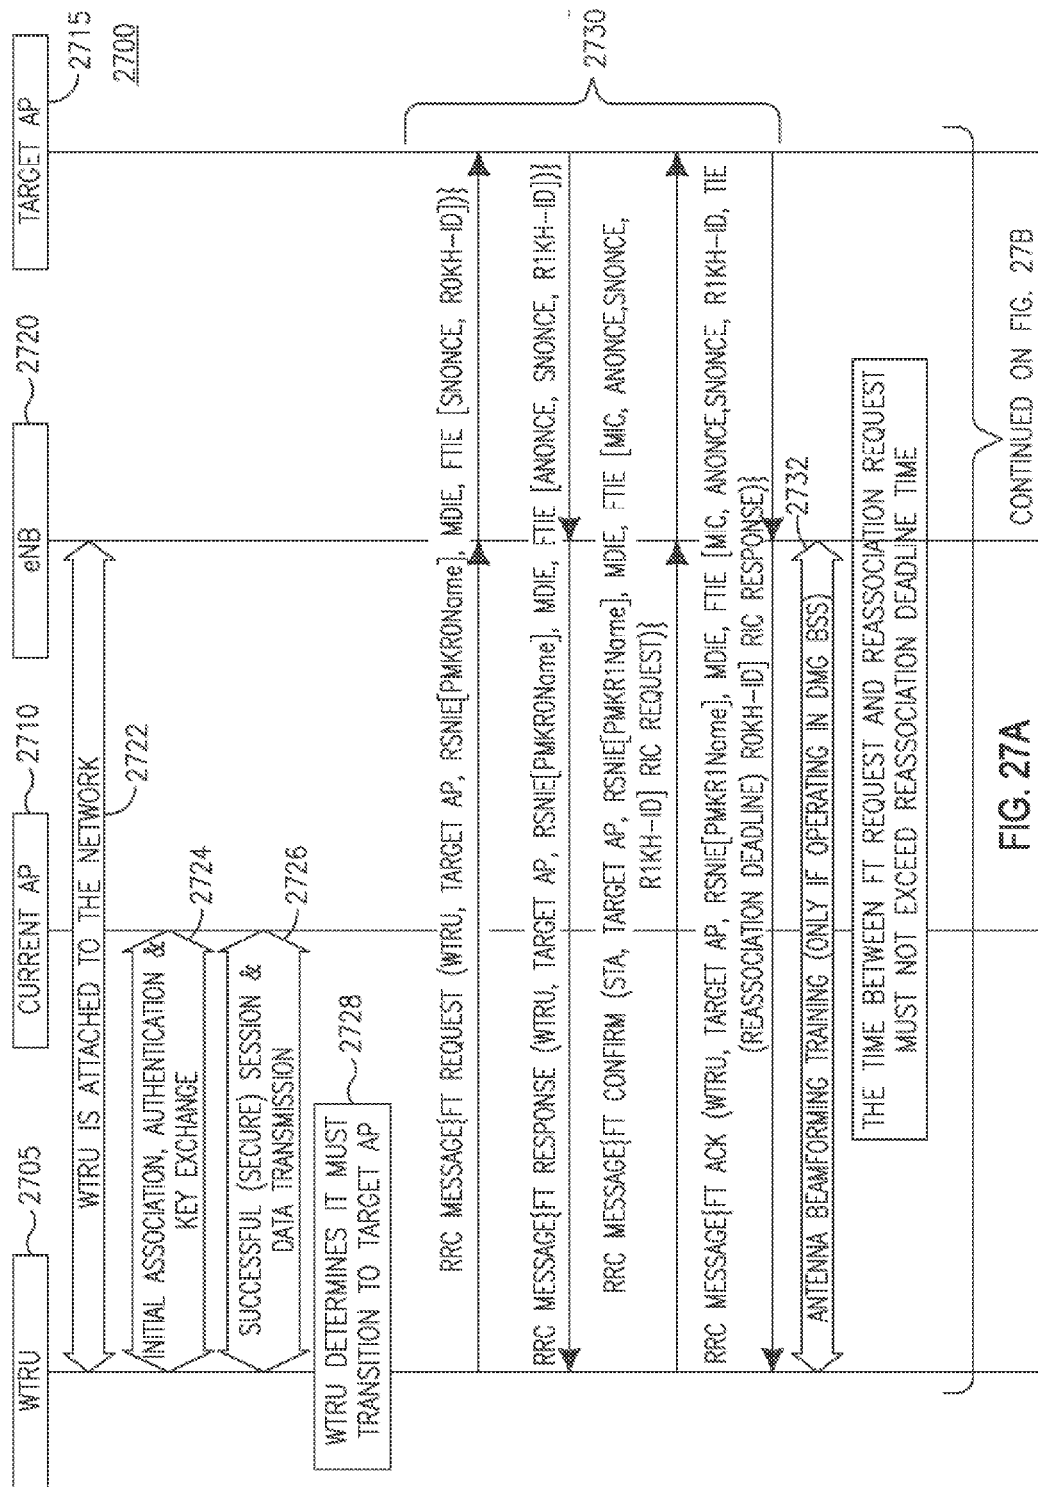 WTRU
2705
CURRENT AP
2710
eNB
2720
TARGET AP
2715
2700
WTRU IS ATTACHED TO THE NETWORK
2722
INITIAL ASSOCIATION, AUTHENTICATION &
KEY EXCHANGE
2724
SUCCESSFUL (SECURE) SESSION &
DATA TRANSMISSION
2726
WTRU DETERMINES IT MUST
TRANSITION TO TARGET AP
2728
RRC MESSAGE{FT REQUEST (WTRU, TARGET AP, RSNIE[PMKR0Name], MDIE, FTIE [SNONCE, R0KH-ID])}
RRC MESSAGE{FT RESPONSE (WTRU, TARGET AP, RSNIE[PMKR0Name], MDIE, FTIE [ANONCE, SNONCE, R1KH-ID])}
RRC MESSAGE{FT CONFIRM (STA, TARGET AP, RSNIE[PMKR1Name], MDIE, FTIE [MIC, ANONCE,SNONCE,
R1KH-ID] RIC REQUEST)}
RRC MESSAGE{FT ACK (WTRU, TARGET AP, RSNIE[PMKR1Name], MDIE, FTIE [MIC, ANONCE,SNONCE, R1KH-ID, TIE
(REASSOCIATION DEADLINE) R0KH-ID] RIC RESPONSE)}
2730
ANTENNA BEAMFORMING TRAINING (ONLY IF OPERATING IN DMG BSS)
2732
THE TIME BETWEEN FT REQUEST AND REASSOCIATION REQUEST
MUST NOT EXCEED REASSOCIATION DEADLINE TIME
CONTINUED ON FIG. 27B
FIG. 27A